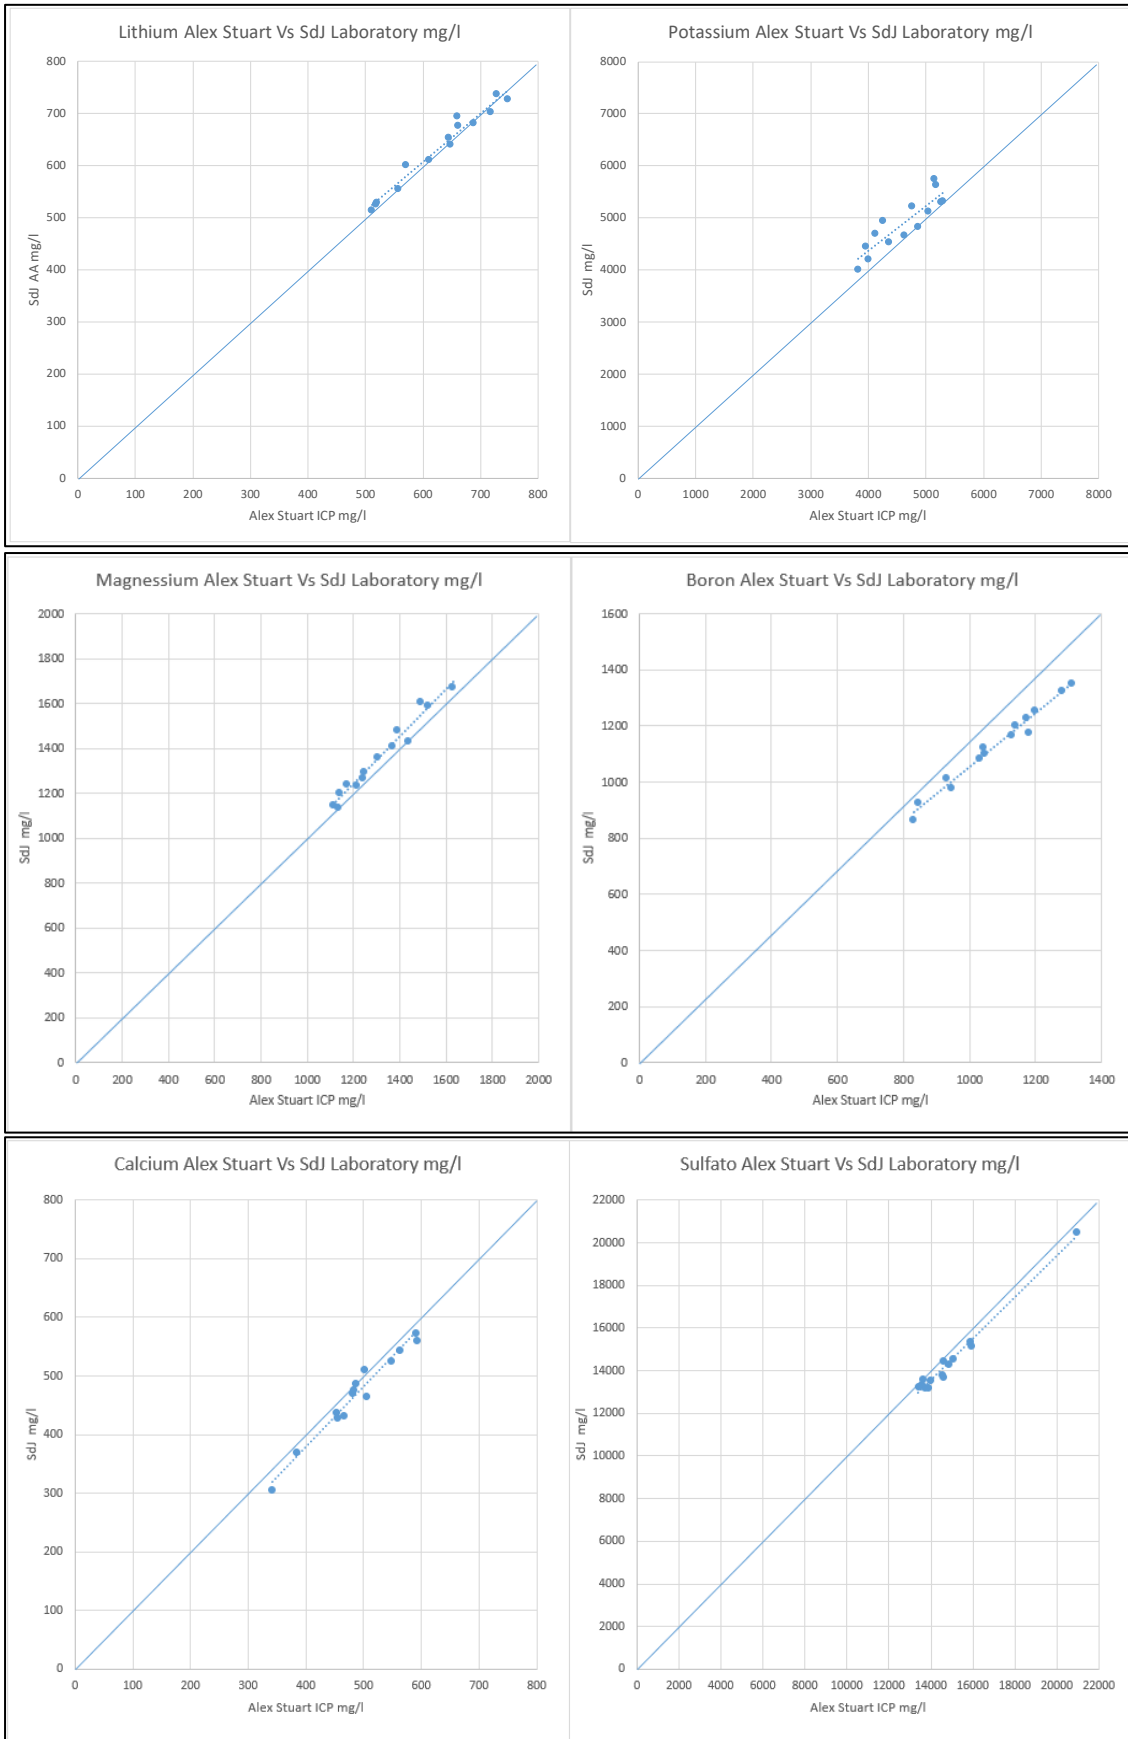 Lithium Alex Stuart Vs SdJ Laboratory mg/l
800
700
600
500
400
300
200
100
0
SdJ AA mg/l
0 100 200 300 400 500 600 700 800
Alex Stuart ICP mg/l
Potassium Alex Stuart Vs SdJ Laboratory mg/l
8000
7000
6000
5000
4000
3000
2000
1000
0
SdJ mg/l
0 1000 2000 3000 4000 5000 6000 7000 8000
Alex Stuart ICP mg/l
Magnessium Alex Stuart Vs SdJ Laboratory mg/l
2000
1800
1600
1400
1200
1000
800
600
400
200
0
SdJ mg/l
0 200 400 600 800 1000 1200 1400 1600 1800 2000
Alex Stuart ICP mg/l
Boron Alex Stuart Vs SdJ Laboratory mg/l
1600
1400
1200
1000
800
600
400
200
0
SdJ mg/l
0 200 400 600 800 1000 1200 1400
Alex Stuart ICP mg/l
Calcium Alex Stuart Vs SdJ Laboratory mg/l
800
700
600
500
400
300
200
100
0
SdJ mg/l
0 100 200 300 400 500 600 700 800
Alex Stuart ICP mg/l
Sulfato Alex Stuart Vs SdJ Laboratory mg/l
22000
20000
18000
16000
14000
12000
10000
8000
6000
4000
2000
0
SdJ mg/l
0 2000 4000 6000 8000 10000 12000 14000 16000 18000 20000 22000
Alex Stuart ICP mg/l